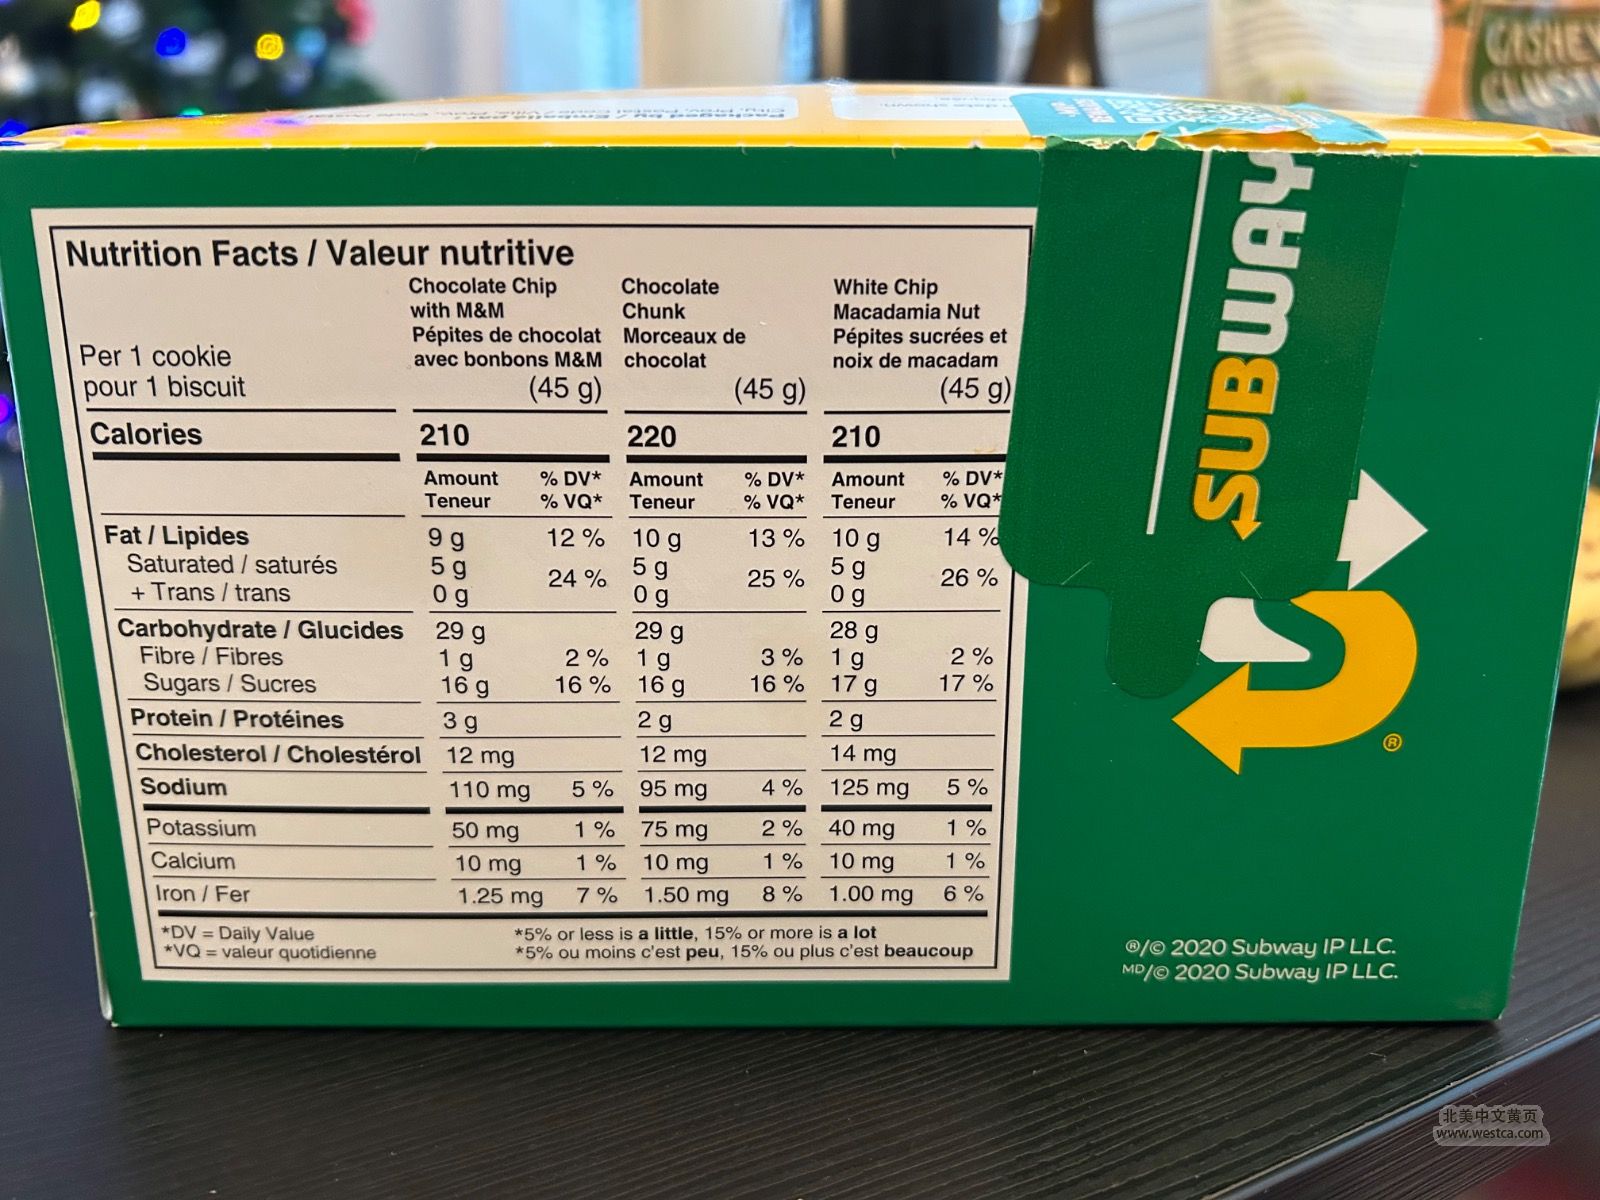 Packaged by / Emballé par :
CASHEW
SUBWAY
Nutrition Facts / Valeur nutritive
Chocolate Chip with M&M Pépites de chocolat avec bonbons M&M (45 g)
Chocolate Chunk Morceaux de chocolat (45 g)
White Chip Macadamia Nut Pépites sucrées et noix de macadam (45 g)
Per 1 cookie
pour 1 biscuit
Calories 210 220 210
Amount % DV* Amount % DV* Amount % DV*
Teneur % VQ* Teneur % VQ* Teneur % VQ*
Fat / Lipides 9 g 12 % 10 g 13 % 10 g 14 %
Saturated / saturés 5 g 24 % 5 g 25 % 5 g 26 %
+ Trans / trans 0 g 0 g 0 g
Carbohydrate / Glucides 29 g 29 g 28 g
Fibre / Fibres 1 g 2 % 1 g 3 % 1 g 2 %
Sugars / Sucres 16 g 16 % 16 g 16 % 17 g 17 %
Protein / Protéines 3 g 2 g 2 g
Cholesterol / Cholestérol 12 mg 12 mg 14 mg
Sodium 110 mg 5 % 95 mg 4 % 125 mg 5 %
Potassium 50 mg 1 % 75 mg 2 % 40 mg 1 %
Calcium 10 mg 1 % 10 mg 1 % 10 mg 1 %
Iron / Fer 1.25 mg 7 % 1.50 mg 8 % 1.00 mg 6 %
*DV = Daily Value *5% or less is a little, 15% or more is a lot
*VQ = valeur quotidienne *5% ou moins c'est peu, 15% ou plus c'est beaucoup
®
®/© 2020 Subway IP LLC.
MD/© 2020 Subway IP LLC.
北美中文黄页
www.westca.com